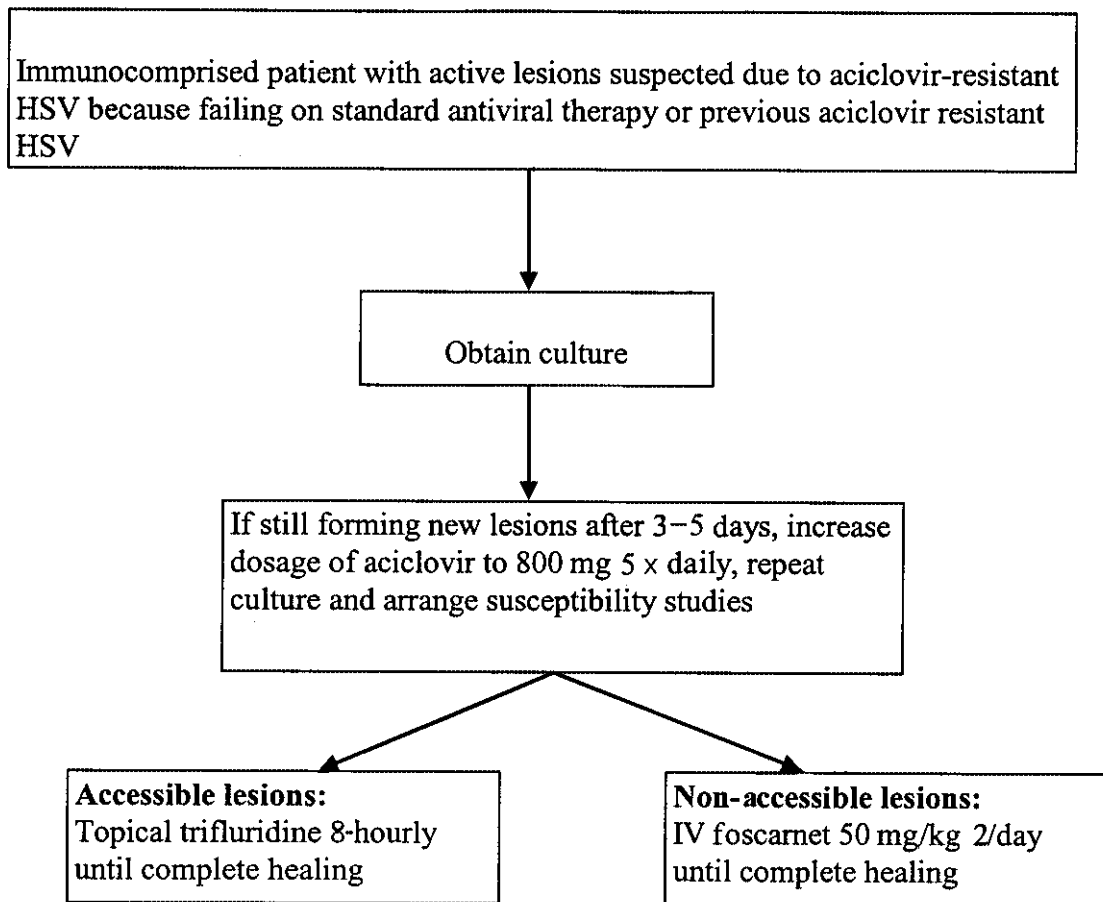 Immunocomprised patient with active lesions suspected due to aciclovir-resistant
HSV because failing on standard antiviral therapy or previous aciclovir resistant
HSV
Obtain culture
If still forming new lesions after 3−5 days, increase
dosage of aciclovir to 800 mg 5 x daily, repeat
culture and arrange susceptibility studies
Accessible lesions:
Topical trifluridine 8-hourly
until complete healing
Non-accessible lesions:
IV foscarnet 50 mg/kg 2/day
until complete healing